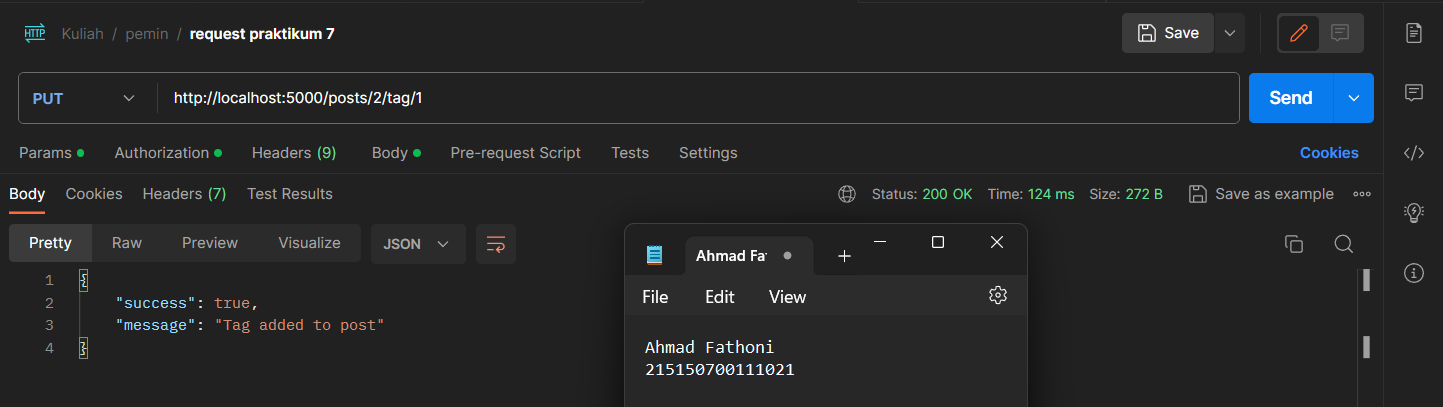 HTTP Kuliah / pemin / request praktikum 7 Save
PUT http://localhost:5000/posts/2/tag/1 Send
Params Authorization Headers (9) Body Pre-request Script Tests Settings Cookies
Body Cookies Headers (7) Test Results Status: 200 OK Time: 124 ms Size: 272 B Save as example
Pretty Raw Preview Visualize JSON
1 {
2 "success": true,
3 "message": "Tag added to post"
4 }
Ahmad Fat
File Edit View
Ahmad Fathoni
215150700111021